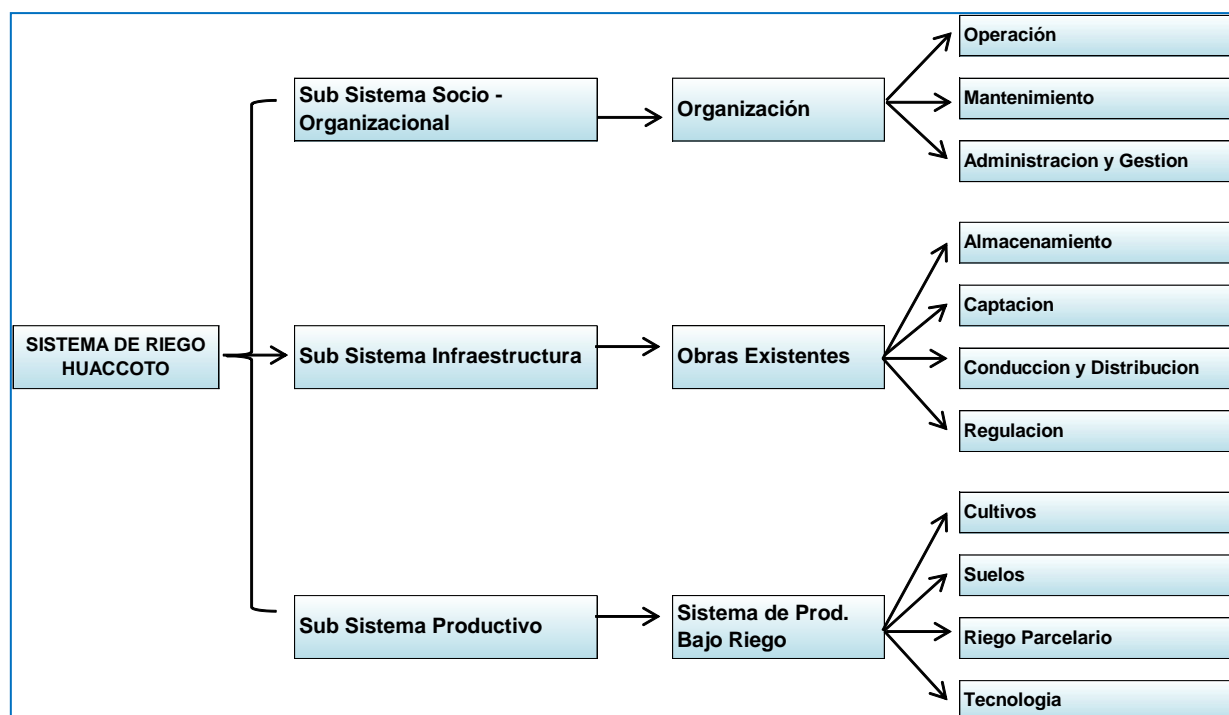 SISTEMA DE RIEGO
HUACCOTO
Sub Sistema Socio -
Organizacional
Organización
Operación
Mantenimiento
Administracion y Gestion
Sub Sistema Infraestructura
Obras Existentes
Almacenamiento
Captacion
Conduccion y Distribucion
Regulacion
Sub Sistema Productivo
Sistema de Prod.
Bajo Riego
Cultivos
Suelos
Riego Parcelario
Tecnologia